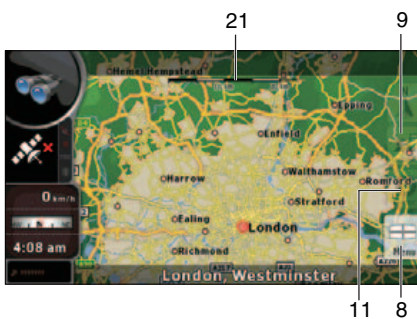 21
9
Hemel Hempstead
Epping
Enfield
Harrow
Walthamstow
Romford
Stratford
0 km/h
Ealing
London
4:08 am
Richmond
Menu
London, Westminster
11
8